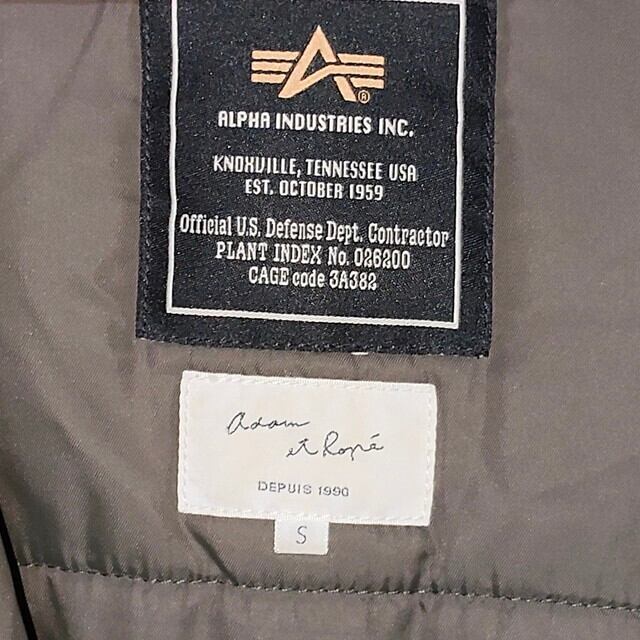 ®
ALPHA INDUSTRIES INC.
KNOXVILLE, TENNESSEE USA
EST. OCTOBER 1959
Official U.S. Defense Dept. Contractor
PLANT INDEX No. 026200
CAGE code 3A382
adam
et Ropé
DEPUIS 1990
S